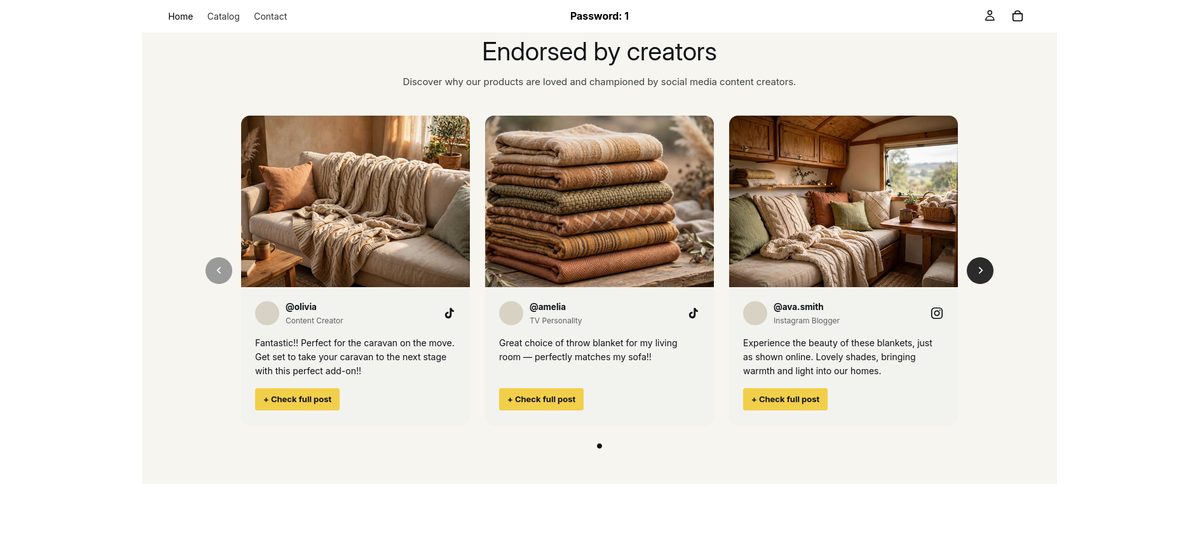 Home
Catalog
Contact
Password: 1
Endorsed by creators
Discover why our products are loved and championed by social media content creators.
@olivia
Content Creator
Fantastic!! Perfect for the caravan on the move.
Get set to take your caravan to the next stage
with this perfect add-on!!
+ Check full post
@amelia
TV Personality
Great choice of throw blanket for my living
room — perfectly matches my sofa!!
+ Check full post
@ava.smith
Instagram Blogger
Experience the beauty of these blankets, just
as shown online. Lovely shades, bringing
warmth and light into our homes.
+ Check full post